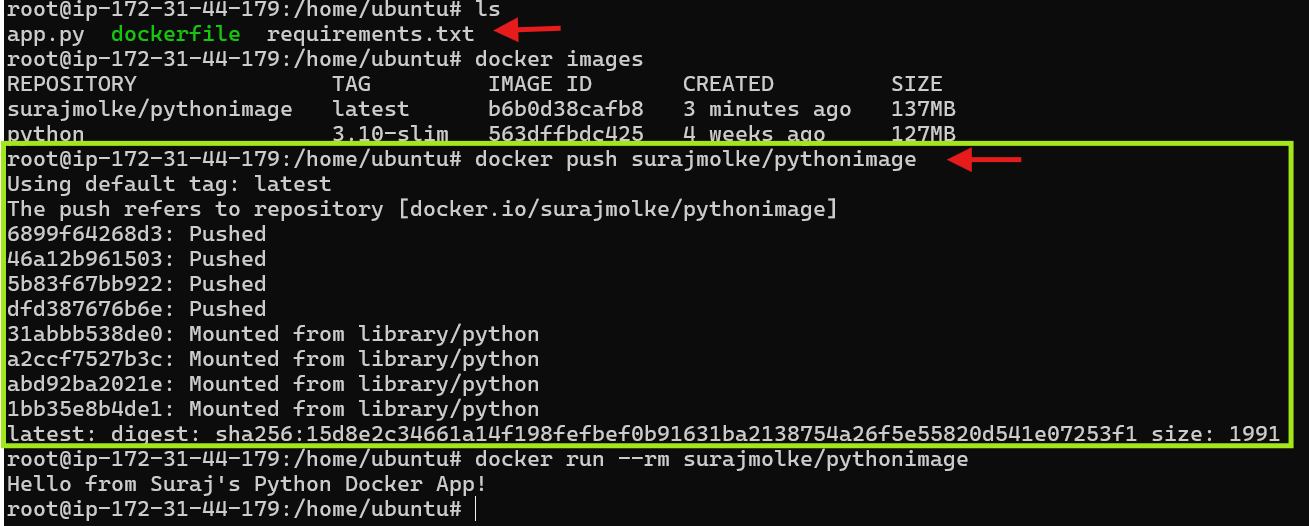 root@ip-172-31-44-179:/home/ubuntu# ls
app.py  dockerfile  requirements.txt
root@ip-172-31-44-179:/home/ubuntu# docker images
REPOSITORY               TAG         IMAGE ID       CREATED         SIZE
surajmolke/pythonimage   latest      b6b0d38cafb8   3 minutes ago   137MB
python                   3.10-slim   563dffbdc425   4 weeks ago     127MB
root@ip-172-31-44-179:/home/ubuntu# docker push surajmolke/pythonimage
Using default tag: latest
The push refers to repository [docker.io/surajmolke/pythonimage]
6899f64268d3: Pushed
46a12b961503: Pushed
5b83f67bb922: Pushed
dfd387676b6e: Pushed
31abbb538de0: Mounted from library/python
a2ccf7527b3c: Mounted from library/python
abd92ba2021e: Mounted from library/python
1bb35e8b4de1: Mounted from library/python
latest: digest: sha256:15d8e2c34661a14f198fefbef0b91631ba2138754a26f5e55820d541e07253f1 size: 1991
root@ip-172-31-44-179:/home/ubuntu# docker run --rm surajmolke/pythonimage
Hello from Suraj's Python Docker App!
root@ip-172-31-44-179:/home/ubuntu#